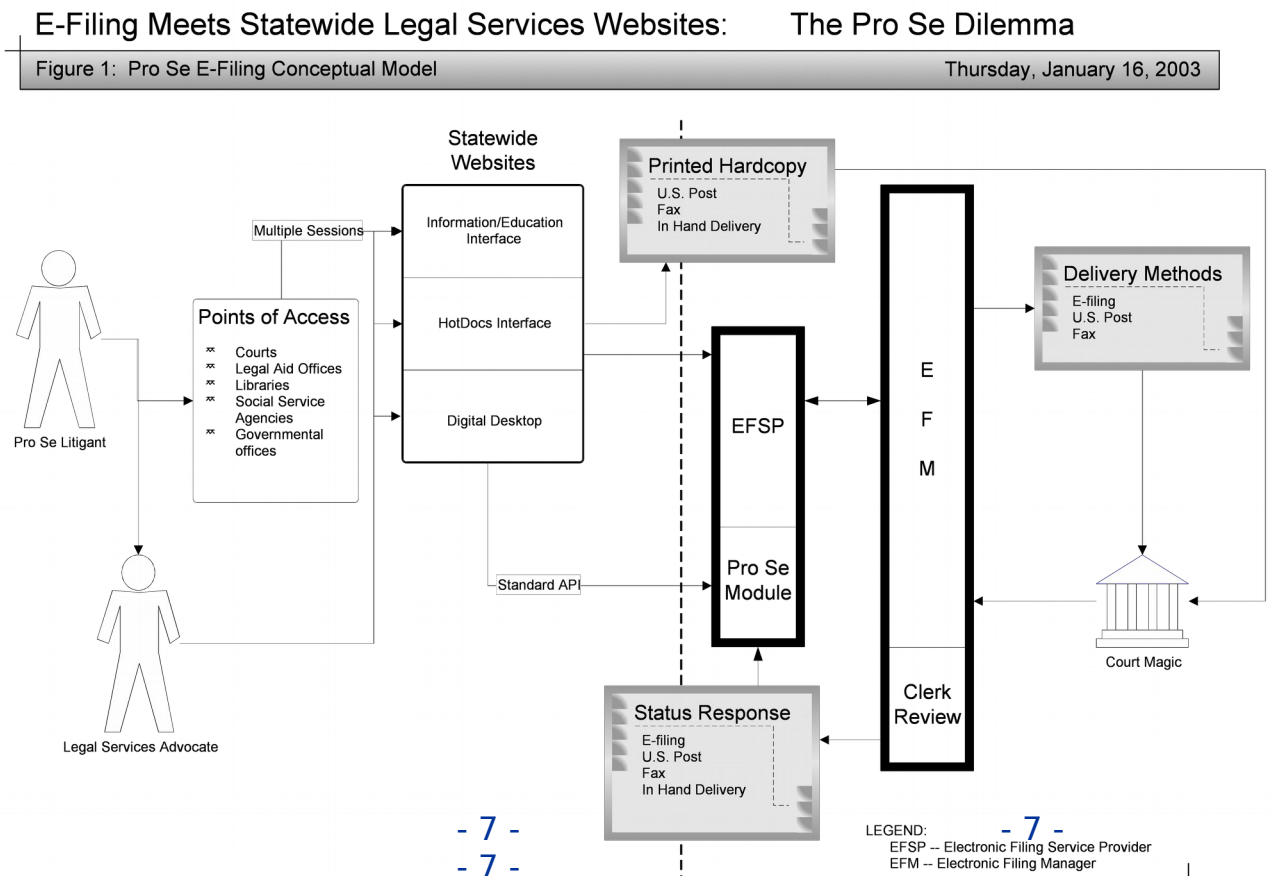 E-Filing Meets Statewide Legal Services Websites: The Pro Se Dilemma
Figure 1: Pro Se E-Filing Conceptual Model
Thursday, January 16, 2003
Pro Se Litigant
Legal Services Advocate
Multiple Sessions
Points of Access
Courts
Legal Aid Offices
Libraries
Social Service
Agencies
Governmental
offices
Statewide
Websites
Information/Education
Interface
HotDocs Interface
Digital Desktop
Standard API
Printed Hardcopy
U.S. Post
Fax
In Hand Delivery
EFSP
Pro Se
Module
Status Response
E-filing
U.S. Post
Fax
In Hand Delivery
E
F
M
Clerk
Review
Delivery Methods
E-filing
U.S. Post
Fax
Court Magic
- 7 -
- 7 -
- 7 -
LEGEND:
EFSP -- Electronic Filing Service Provider
EFM -- Electronic Filing Manager